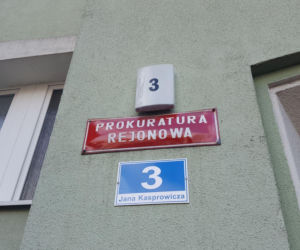 3
PROKURATURA
REJONOWA
3
Jana Kasprowicza